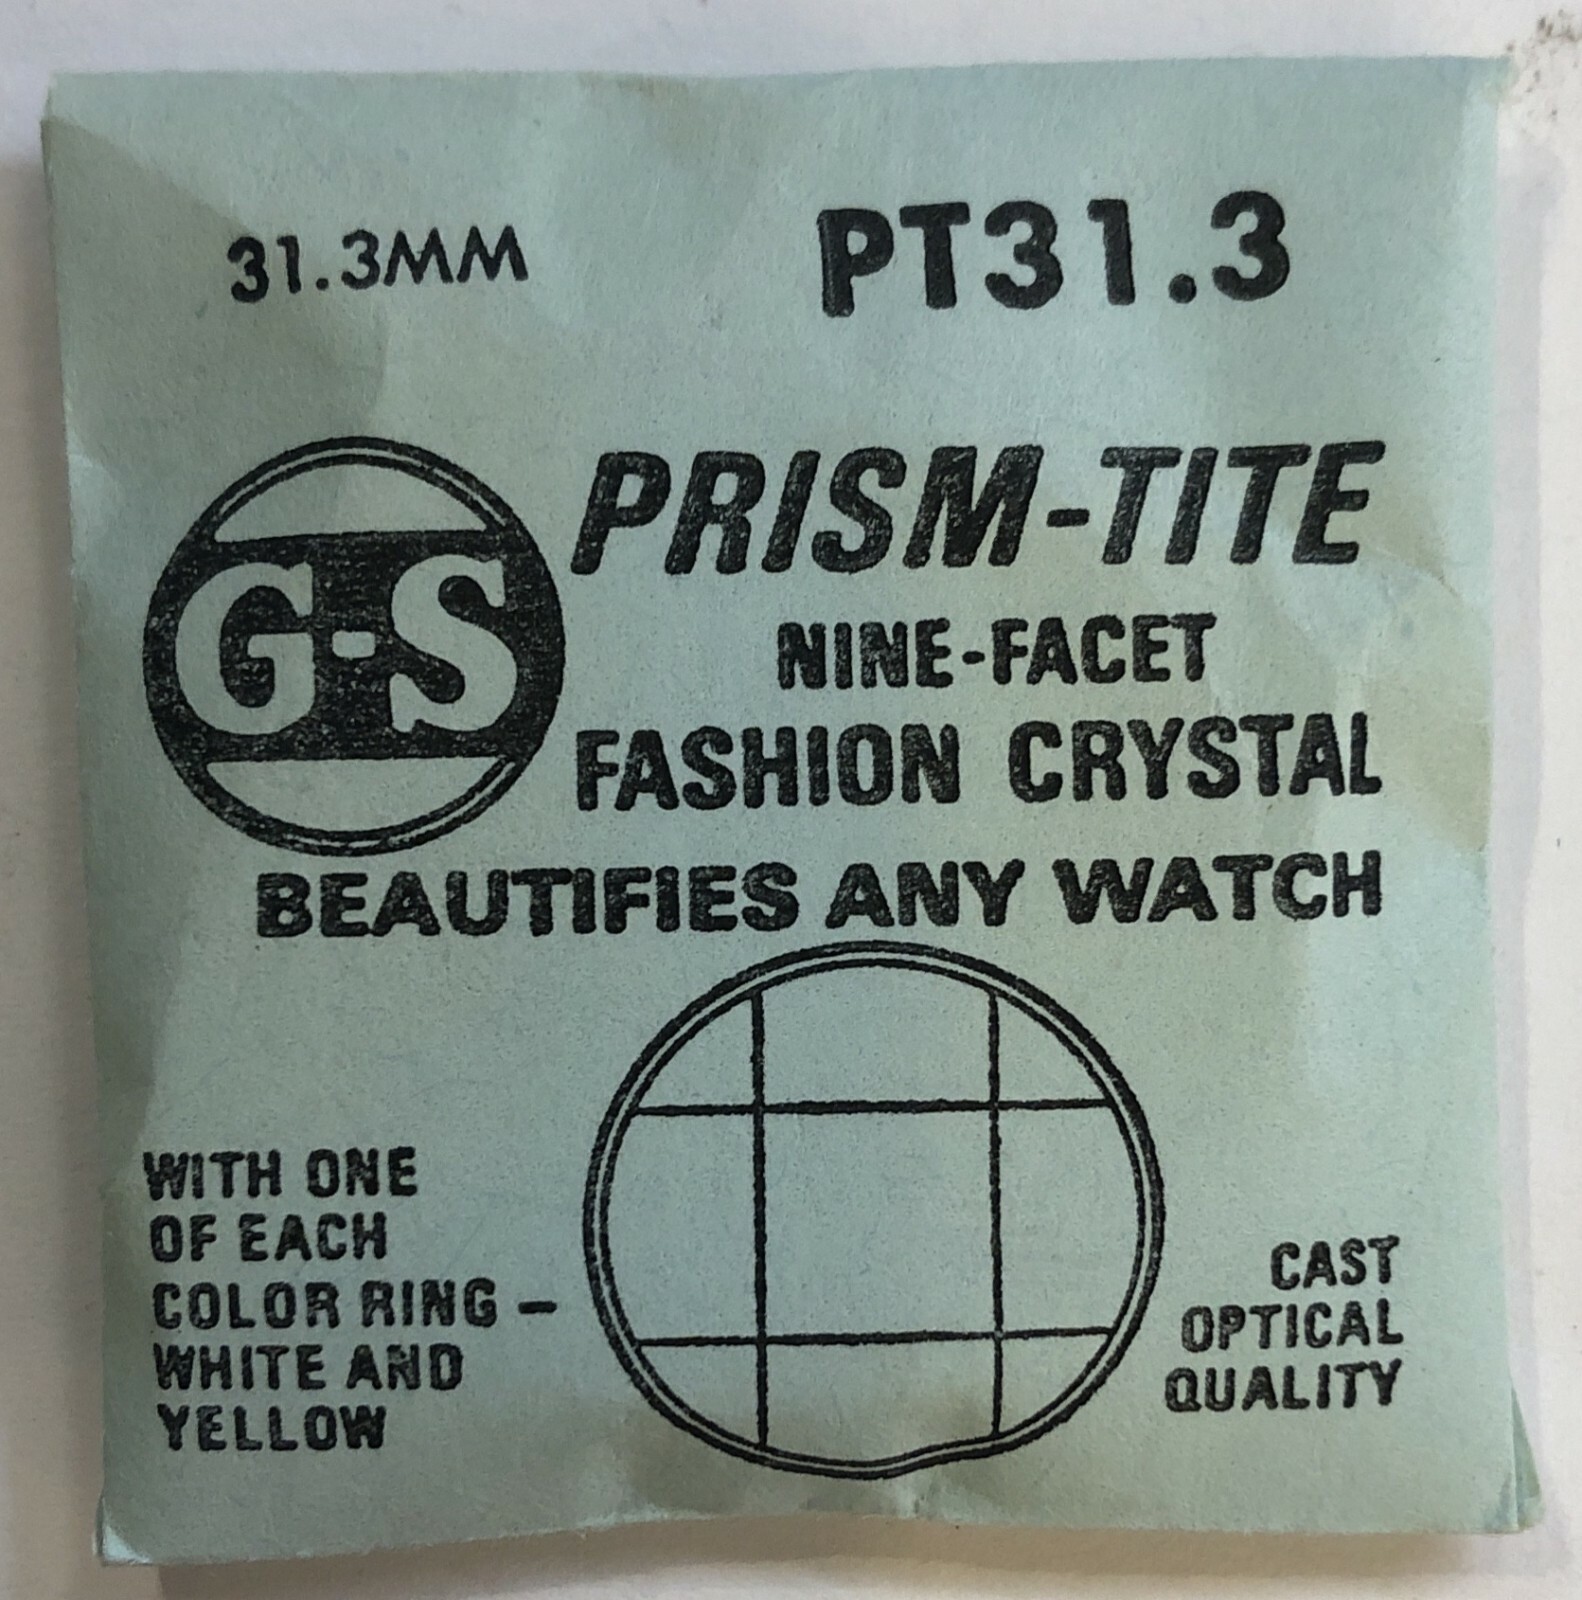 31.3MM
PT31.3
G-S
PRISM-TITE
NINE-FACET
FASHION CRYSTAL
BEAUTIFIES ANY WATCH
WITH ONE
OF EACH
COLOR RING –
WHITE AND
YELLOW
CAST
OPTICAL
QUALITY